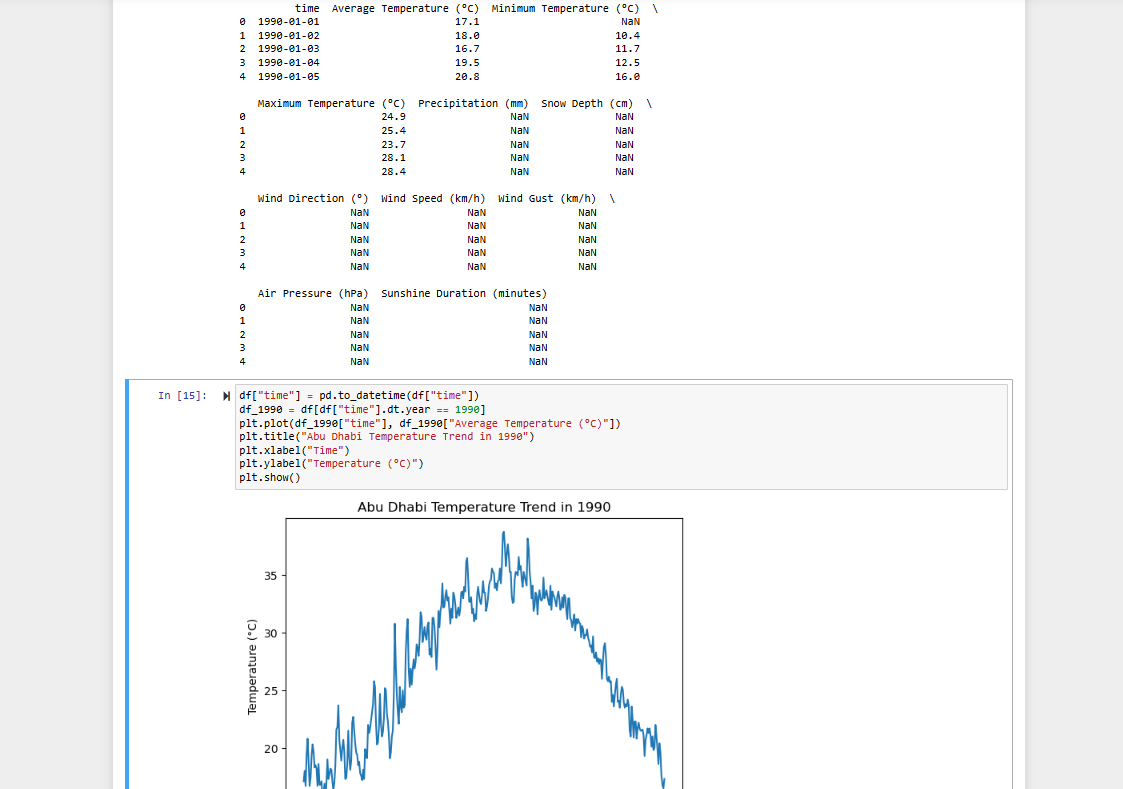 time  Average Temperature (°C)  Minimum Temperature (°C)  \
0  1990-01-01  17.1  NaN
1  1990-01-02  18.0  10.4
2  1990-01-03  16.7  11.7
3  1990-01-04  19.5  12.5
4  1990-01-05  20.8  16.0
Maximum Temperature (°C)  Precipitation (mm)  Snow Depth (cm)  \
0  24.9  NaN  NaN
1  25.4  NaN  NaN
2  23.7  NaN  NaN
3  28.1  NaN  NaN
4  28.4  NaN  NaN
Wind Direction (°)  Wind Speed (km/h)  Wind Gust (km/h)  \
0  NaN  NaN  NaN
1  NaN  NaN  NaN
2  NaN  NaN  NaN
3  NaN  NaN  NaN
4  NaN  NaN  NaN
Air Pressure (hPa)  Sunshine Duration (minutes)
0  NaN  NaN
1  NaN  NaN
2  NaN  NaN
3  NaN  NaN
4  NaN  NaN
In [15]: df["time"] = pd.to_datetime(df["time"])
df_1990 = df[df["time"].dt.year == 1990]
plt.plot(df_1990["time"], df_1990["Average Temperature (°C)"])
plt.title("Abu Dhabi Temperature Trend in 1990")
plt.xlabel("Time")
plt.ylabel("Temperature (°C)")
plt.show()
Abu Dhabi Temperature Trend in 1990
35
30
25
20
Temperature (°C)